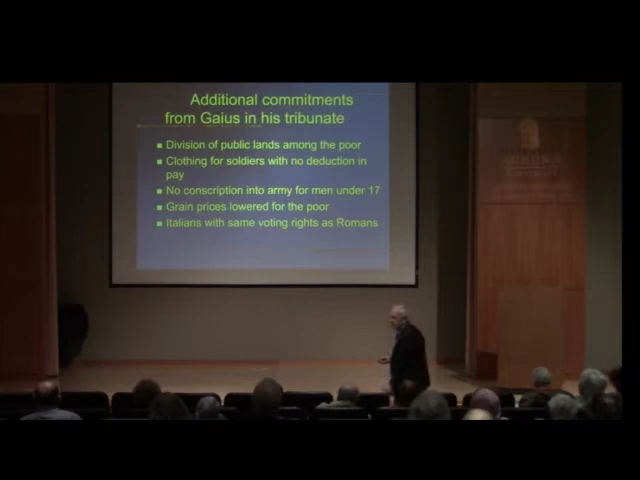 Additional commitments
from Gaius in his tribunate
Division of public lands among the poor
Clothing for soldiers with no deduction in
pay
No conscription into army for men under 17
Grain prices lowered for the poor
Italians with same voting rights as Romans